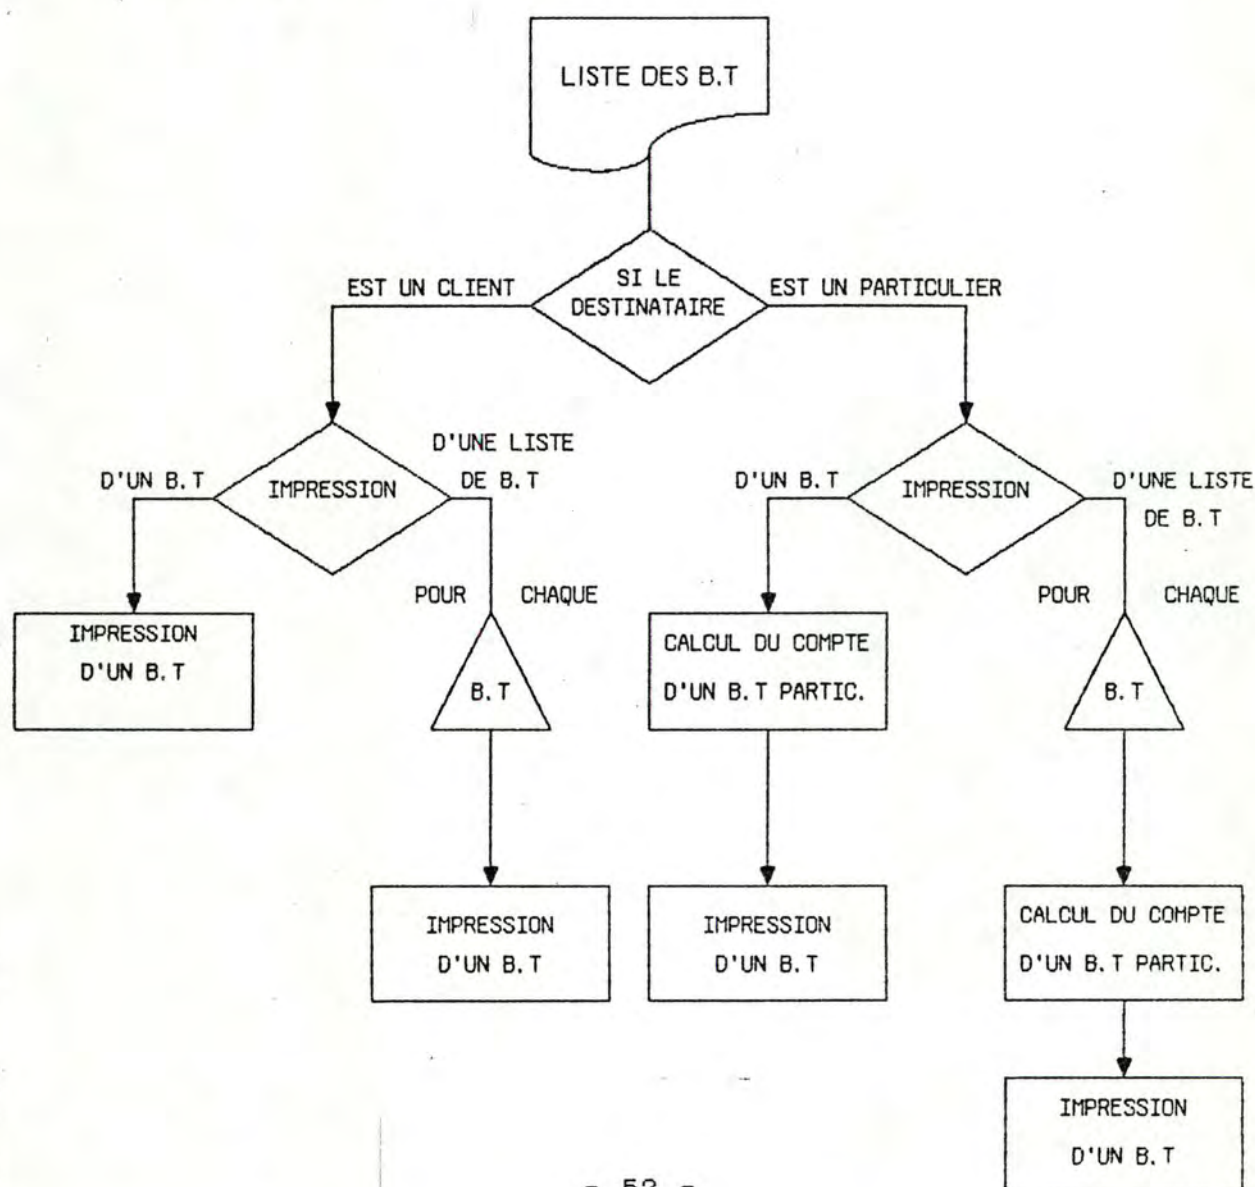 LISTE DES B.T
SI LE
DESTINATAIRE
EST UN CLIENT
EST UN PARTICULIER
D'UN B.T
IMPRESSION
D'UNE LISTE
DE B.T
D'UN B.T
IMPRESSION
D'UNE LISTE
DE B.T
IMPRESSION
D'UN B.T
POUR CHAQUE
B.T
CALCUL DU COMPTE
D'UN B.T PARTIC.
POUR CHAQUE
B.T
IMPRESSION
D'UN B.T
IMPRESSION
D'UN B.T
CALCUL DU COMPTE
D'UN B.T PARTIC.
IMPRESSION
D'UN B.T
- 52 -